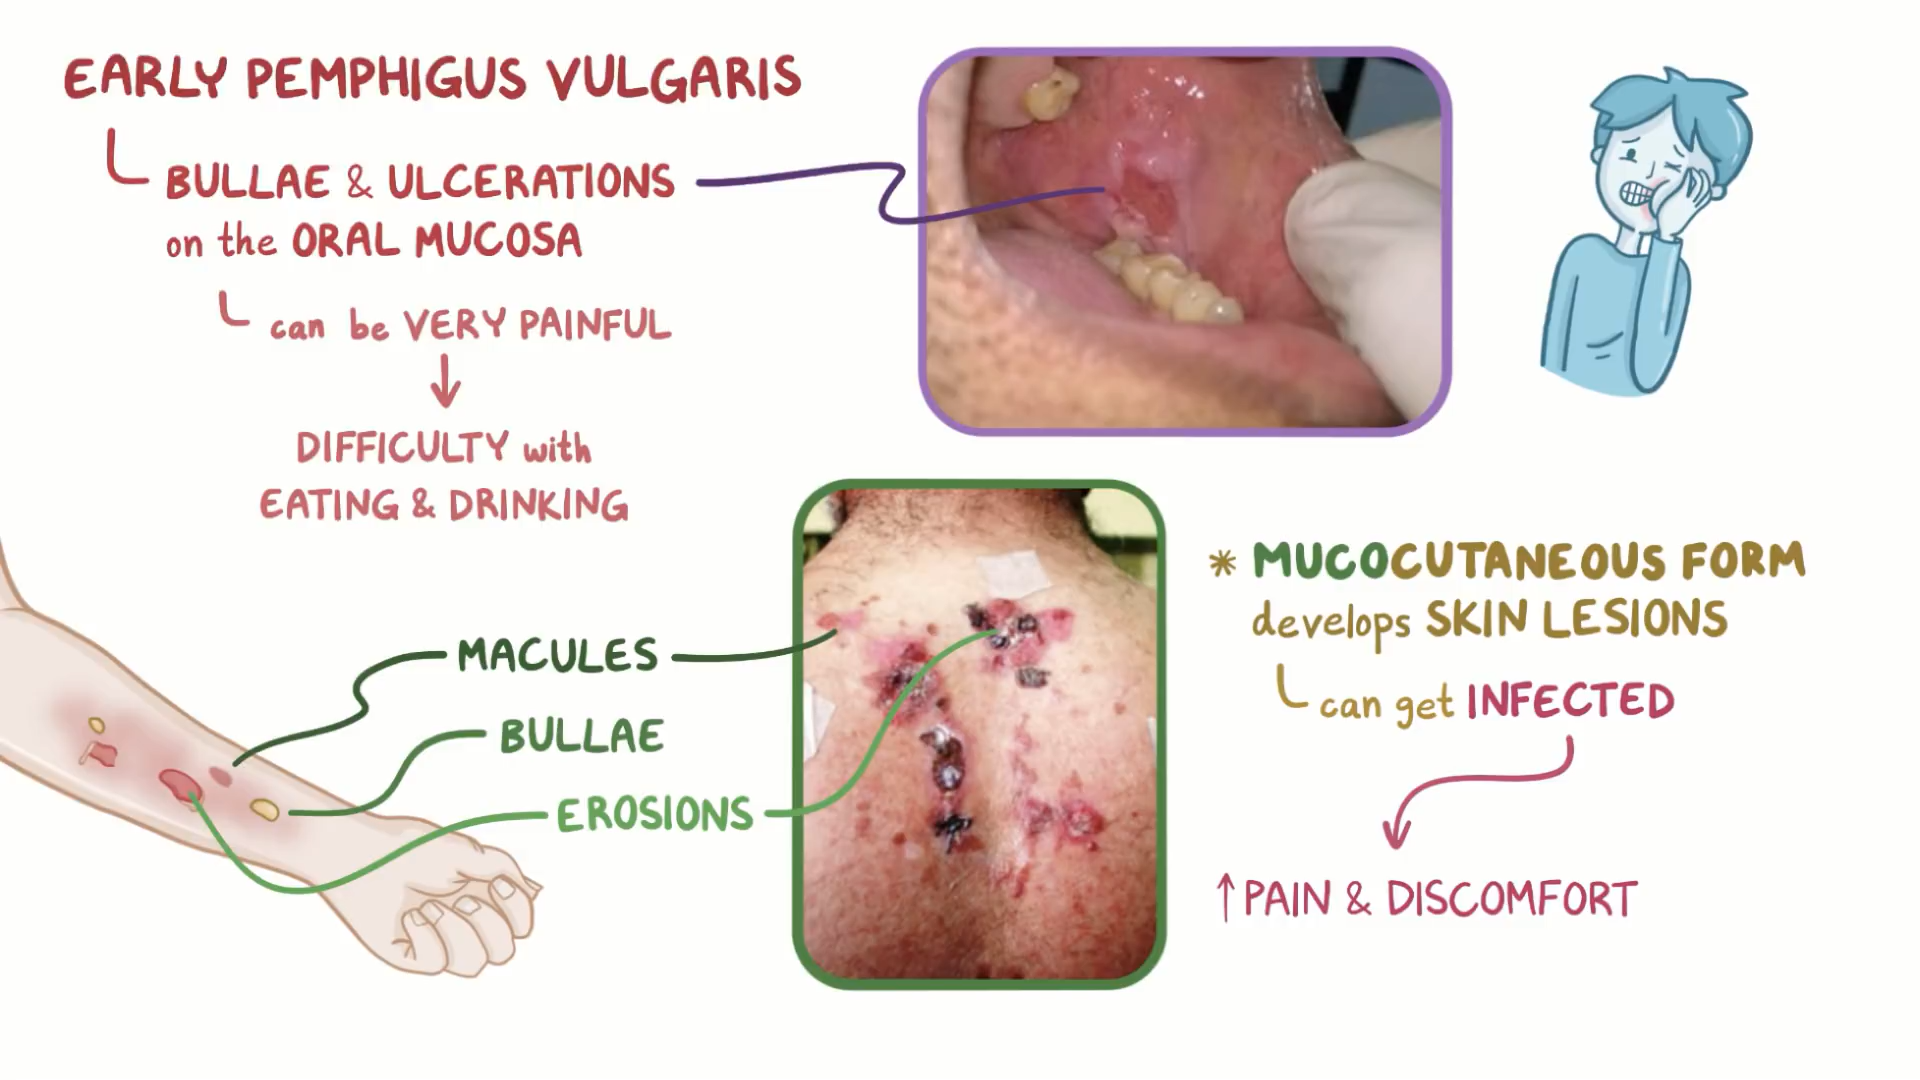 EARLY PEMPHIGUS VULGARIS
BULLAE & ULCERATIONS
on the ORAL MUCOSA
can be VERY PAINFUL
DIFFICULTY with
EATING & DRINKING
MACULES
BULLAE
EROSIONS
* MUCOCUTANEOUS FORM
develops SKIN LESIONS
can get INFECTED
↑ PAIN & DISCOMFORT